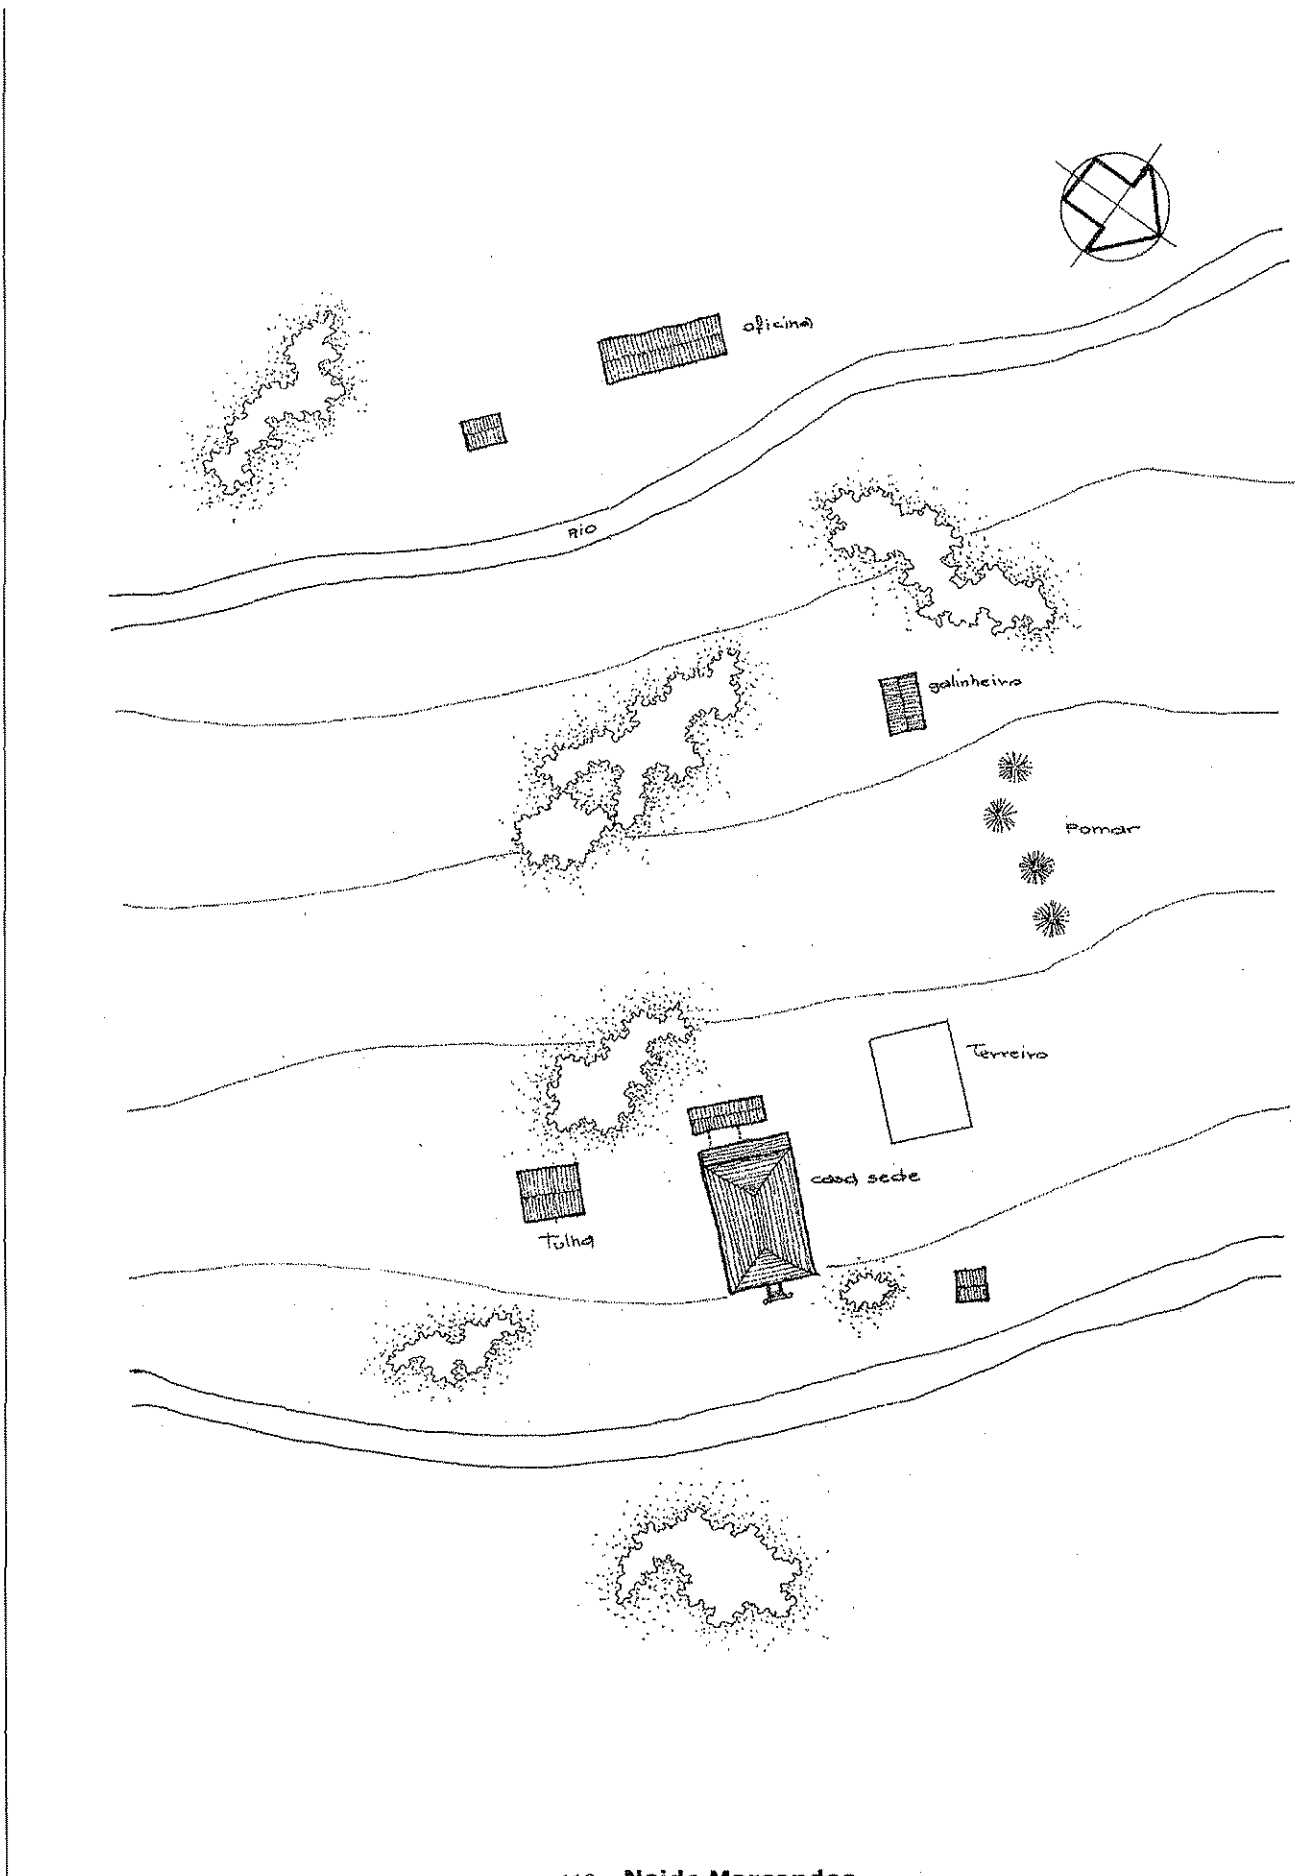 oficina
RIO
galinheiro
Pomar
Terreiro
casa sede
Tulha